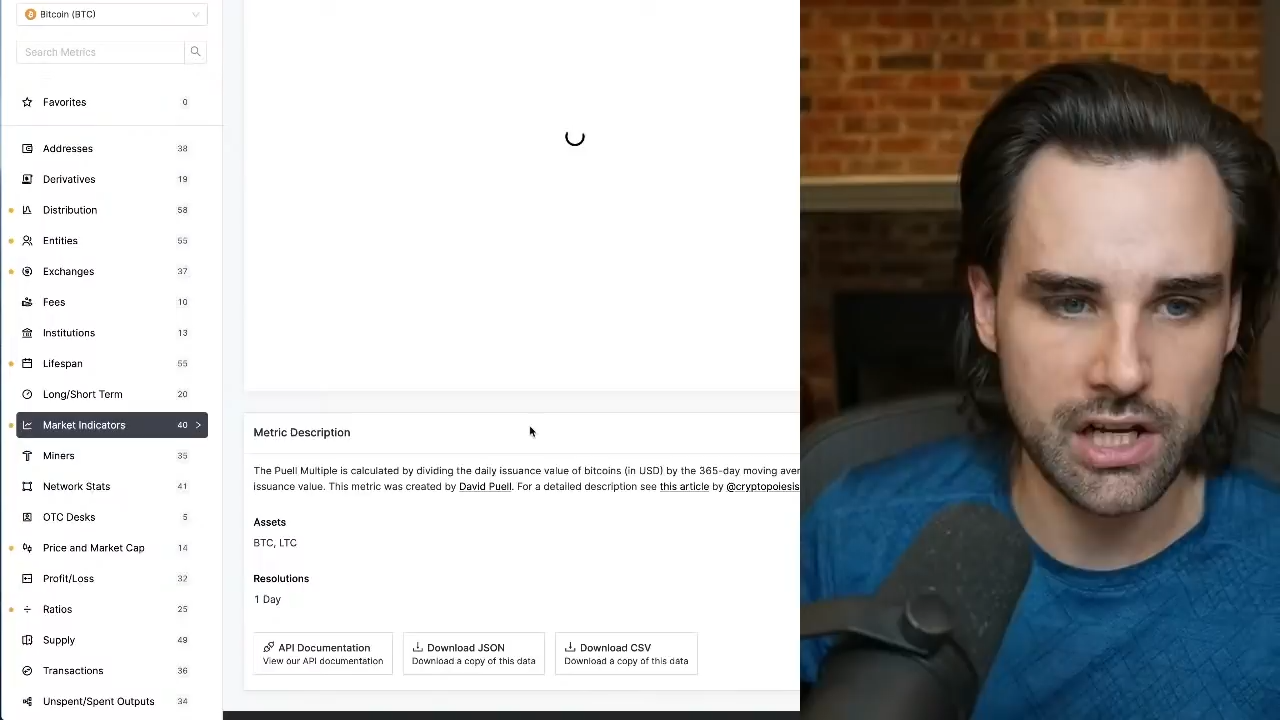 Bitcoin (BTC)
Search Metrics
Favorites 0
Addresses 38
Derivatives 19
Distribution 58
Entities 55
Exchanges 37
Fees 10
Institutions 13
Lifespan 55
Long/Short Term 20
Market Indicators 40
Miners 35
Network Stats 41
OTC Desks 5
Price and Market Cap 14
Profit/Loss 32
Ratios 25
Supply 49
Transactions 36
Unspent/Spent Outputs 34
Metric Description
The Puell Multiple is calculated by dividing the daily issuance value of bitcoins (in USD) by the 365-day moving aver
issuance value. This metric was created by David Puell. For a detailed description see this article by @cryptopoiesis
Assets
BTC, LTC
Resolutions
1 Day
API Documentation
View our API documentation
Download JSON
Download a copy of this data
Download CSV
Download a copy of this data